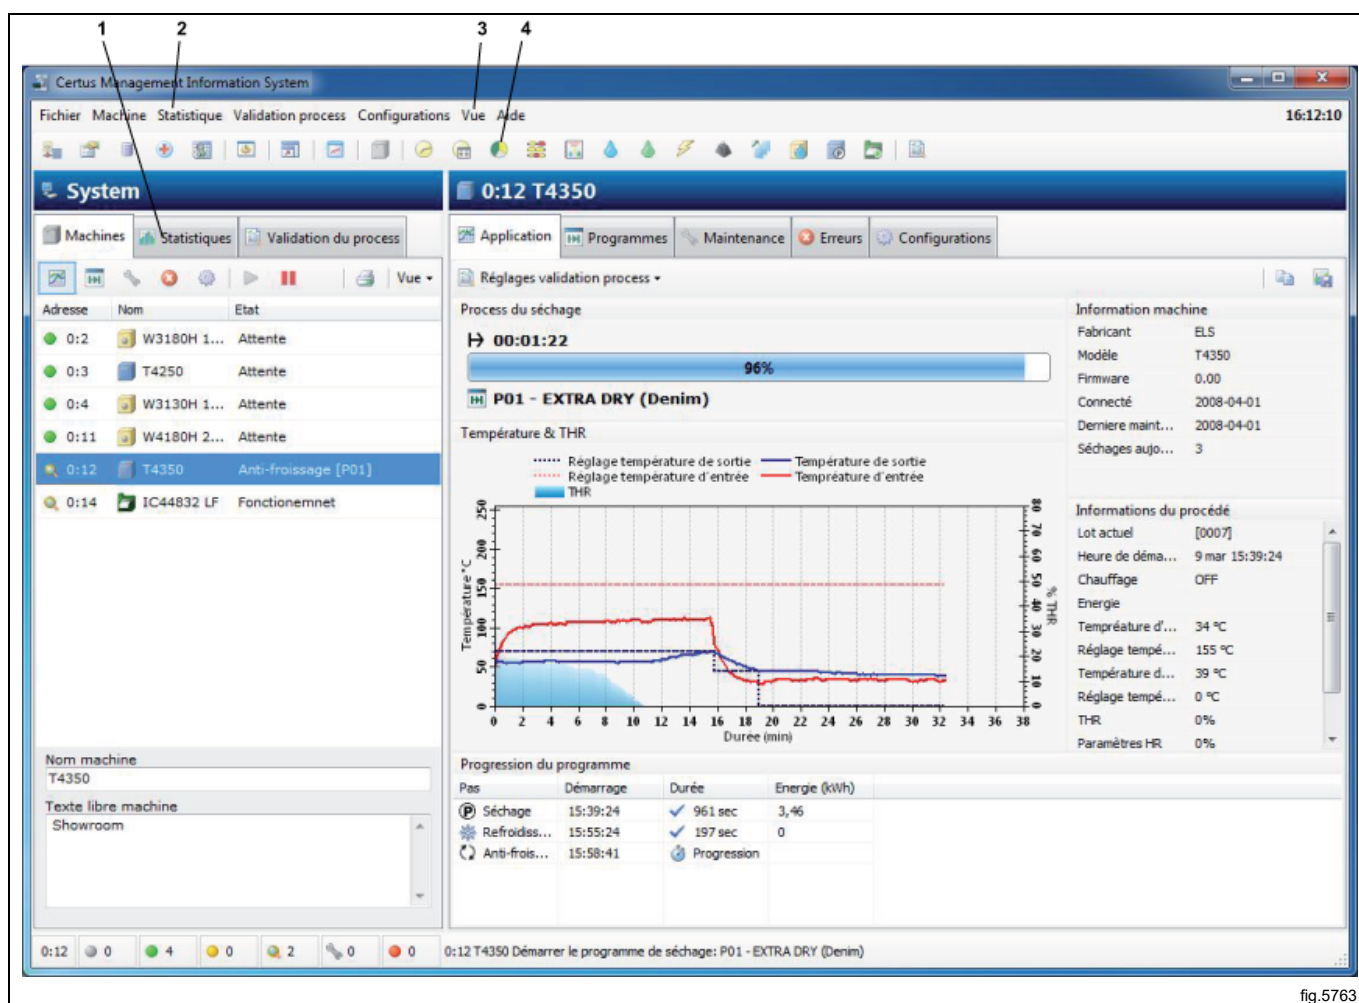 1 2 3 4
Certus Management Information System
Fichier Machine Statistique Validation process Configurations Vue Aide 16:12:10
System
0:12 T4350
Machines Statistiques Validation du process
Application Programmes Maintenance Erreurs Configurations
Vue
Réglages validation process
Adresse Nom Etat
0:2 W3180H 1... Attente
0:3 T4250 Attente
0:4 W3130H 1... Attente
0:11 W4180H 2... Attente
0:12 T4350 Anti-froissage [P01]
0:14 IC44832 LF Fonctionemnet
Nom machine
T4350
Texte libre machine
Showroom
Process du séchage
00:01:22
96%
P01 - EXTRA DRY (Denim)
Température & THR
Réglage température de sortie Température de sortie
Réglage température d'entrée Tempréature d'entrée
THR
Température °C
250
200
150
100
50
0
% THR
80
70
60
50
40
30
20
10
0
0 2 4 6 8 10 12 14 16 18 20 22 24 26 28 30 32 34 36 38
Durée (min)
Information machine
Fabricant ELS
Modèle T4350
Firmware 0.00
Connecté 2008-04-01
Derniere maint... 2008-04-01
Séchages aujo... 3
Informations du procédé
Lot actuel [0007]
Heure de déma... 9 mar 15:39:24
Chauffage OFF
Energie
Tempréature d'... 34 °C
Réglage tempé... 155 °C
Température d... 39 °C
Réglage tempé... 0 °C
THR 0%
Paramètres HR 0%
Progression du programme
Pas Démarrage Durée Energie (kWh)
P Séchage 15:39:24 961 sec 3,46
Refroidiss... 15:55:24 197 sec 0
Anti-frois... 15:58:41 Progression
0:12 0 4 0 2 0 0 0:12 T4350 Démarrer le programme de séchage: P01 - EXTRA DRY (Denim)
fig.5763